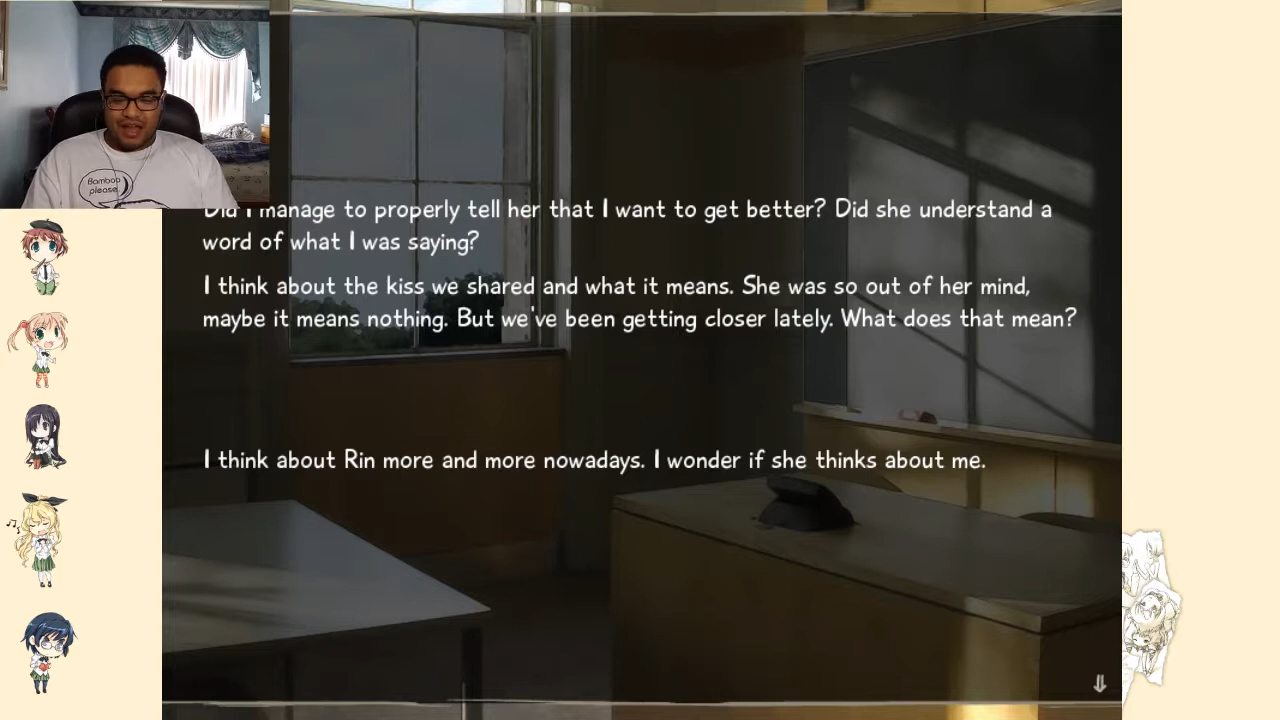 Bamboo
please
Did I manage to properly tell her that I want to get better? Did she understand a
word of what I was saying?
I think about the kiss we shared and what it means. She was so out of her mind,
maybe it means nothing. But we've been getting closer lately. What does that mean?
I think about Rin more and more nowadays. I wonder if she thinks about me.